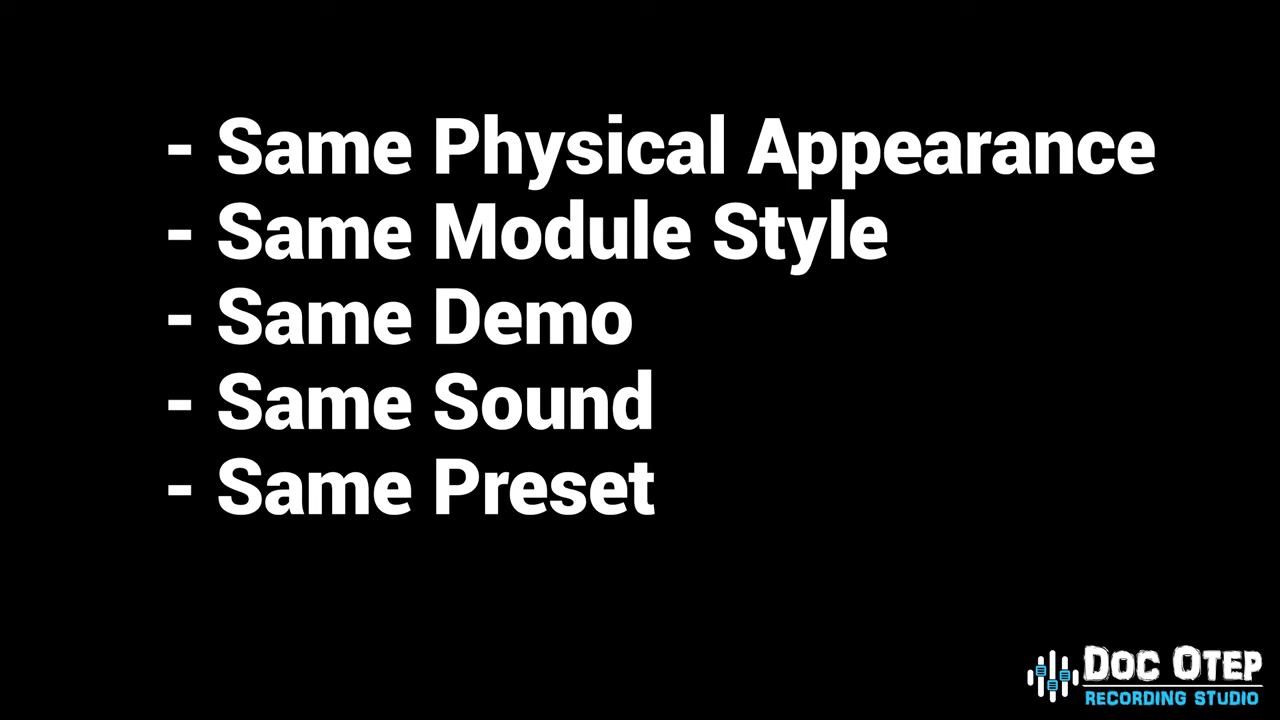 - Same Physical Appearance
- Same Module Style
- Same Demo
- Same Sound
- Same Preset
DOC OTEP
RECORDING STUDIO